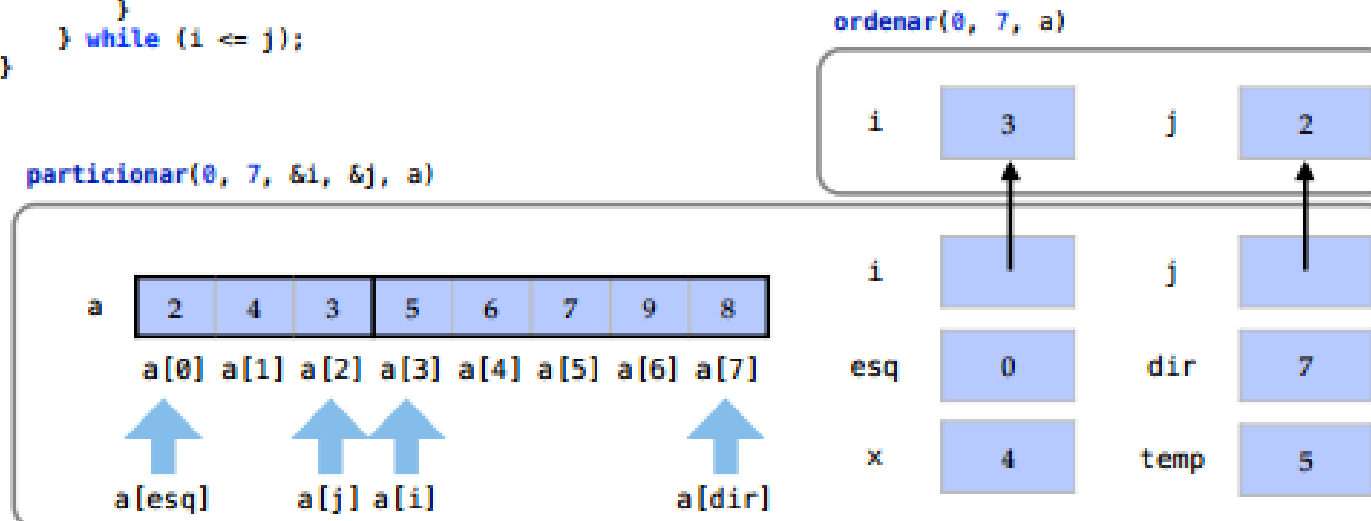 }
} while (i <= j);
}
ordenar(0, 7, a)
i 3 j 2
particionar(0, 7, &i, &j, a)
i j
a 2 4 3 5 6 7 9 8
a[0] a[1] a[2] a[3] a[4] a[5] a[6] a[7]
esq 0 dir 7
x 4 temp 5
a[esq] a[j] a[i] a[dir]